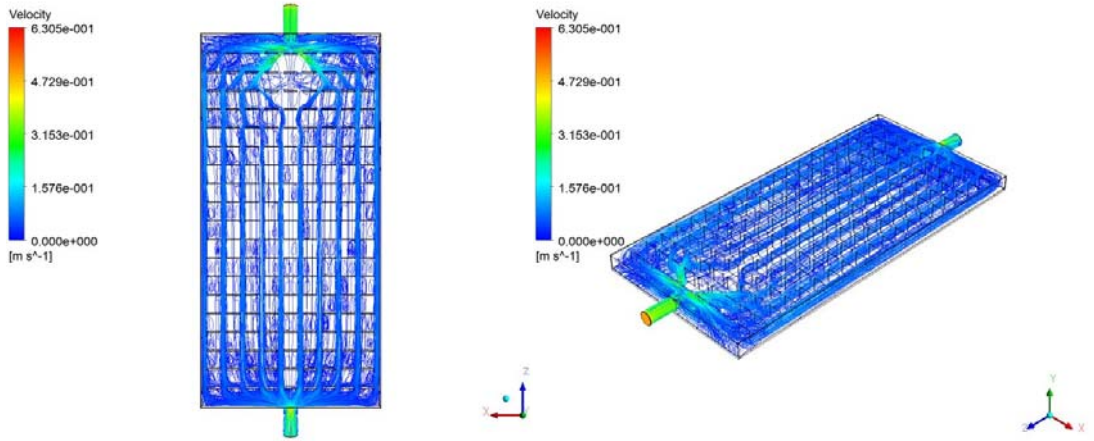 Velocity
6.305e-001
4.729e-001
3.153e-001
1.576e-001
0.000e+000
[m s^-1]
Z
X
Y
Velocity
6.305e-001
4.729e-001
3.153e-001
1.576e-001
0.000e+000
[m s^-1]
Y
Z
X